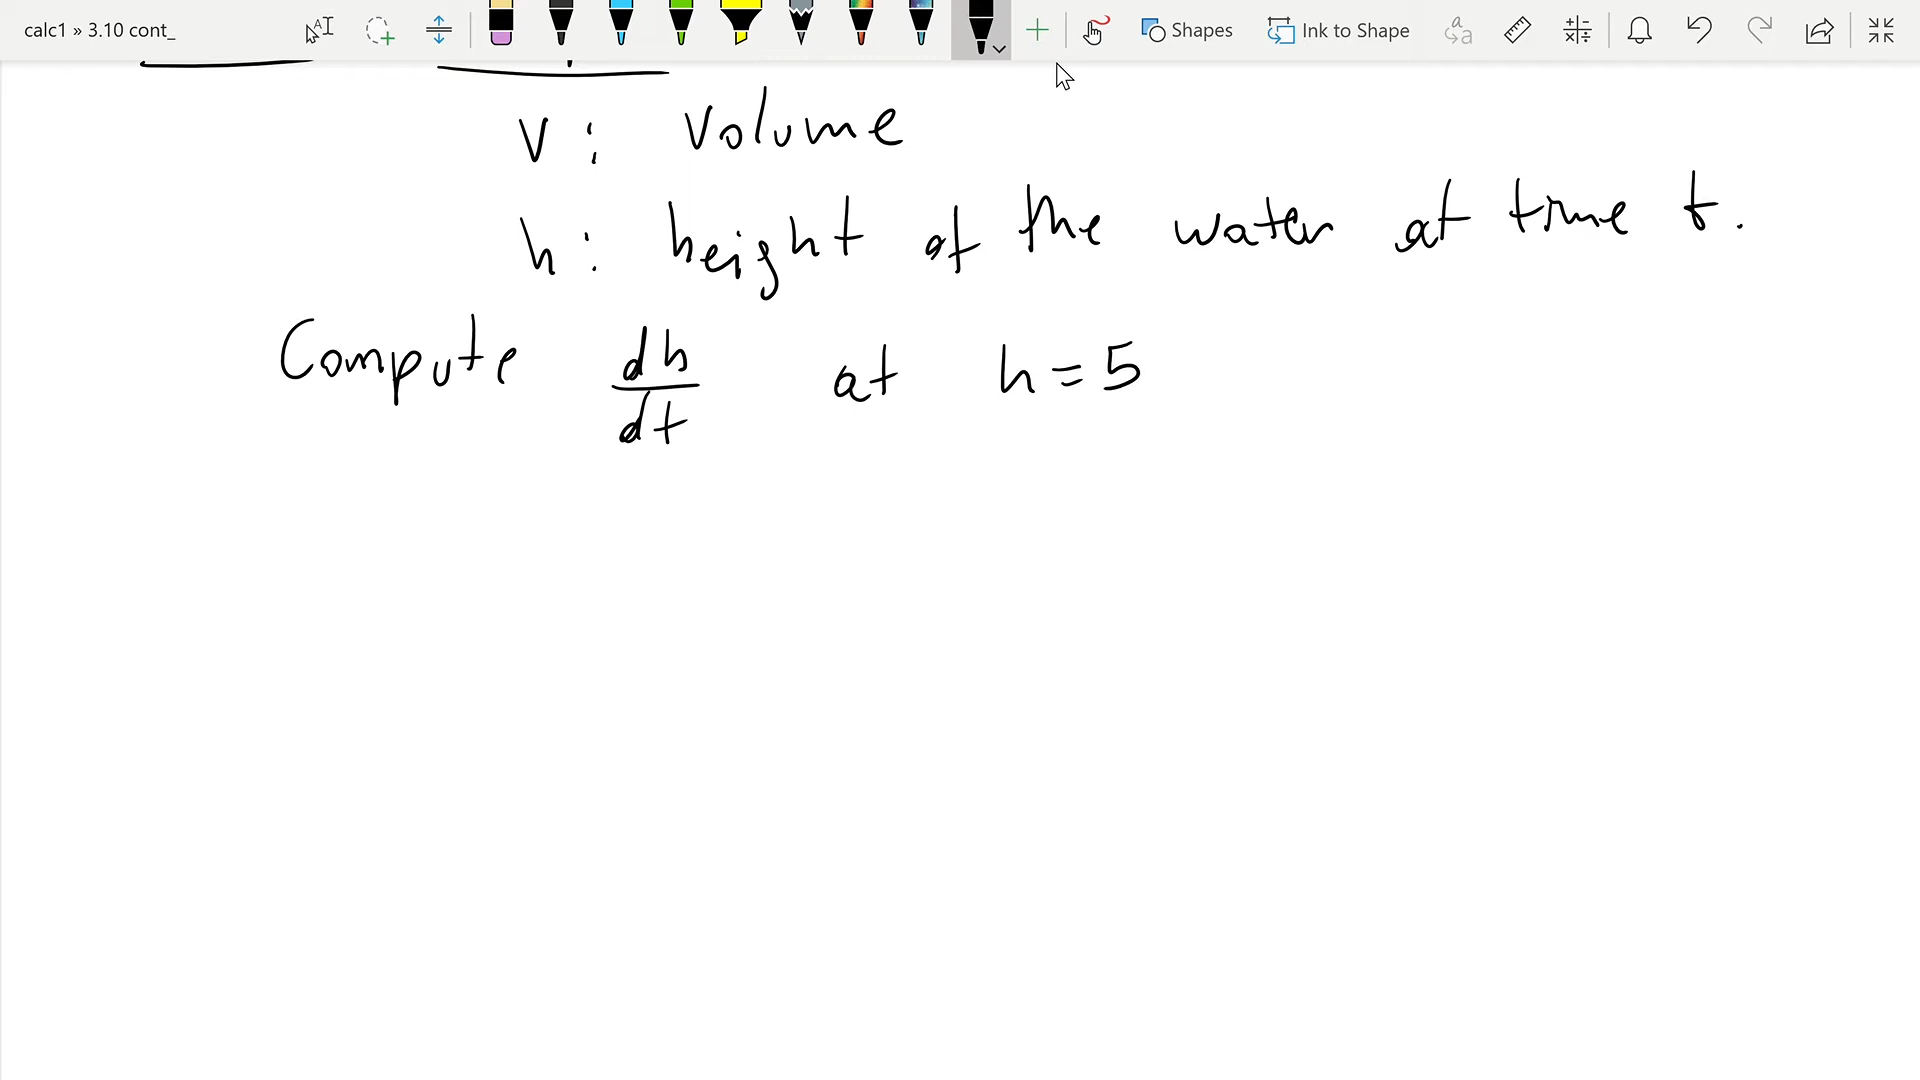 calc1 » 3.10 cont_ Shapes Ink to Shape
V : Volume
h : height of the water at time t.
Compute dh/dt at h = 5